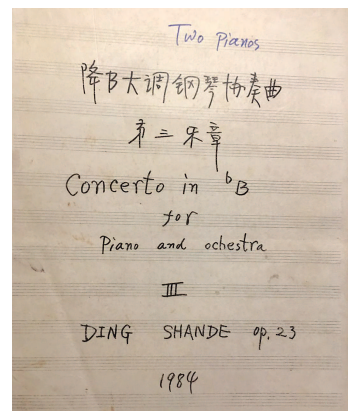 Two Pianos
降B大调钢琴协奏曲
第三乐章
Concerto in ᵇB
for
Piano and ochestra
III
DING SHANDE op. 23
1984